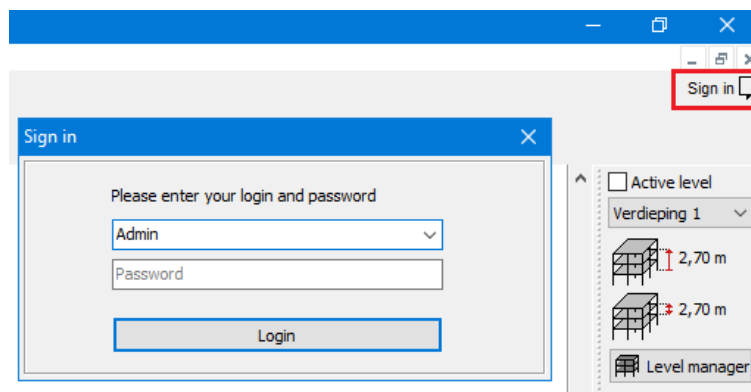 Sign in
Sign in
Please enter your login and password
Admin
Password
Login
Active level
Verdieping 1
2,70 m
2,70 m
Level manager